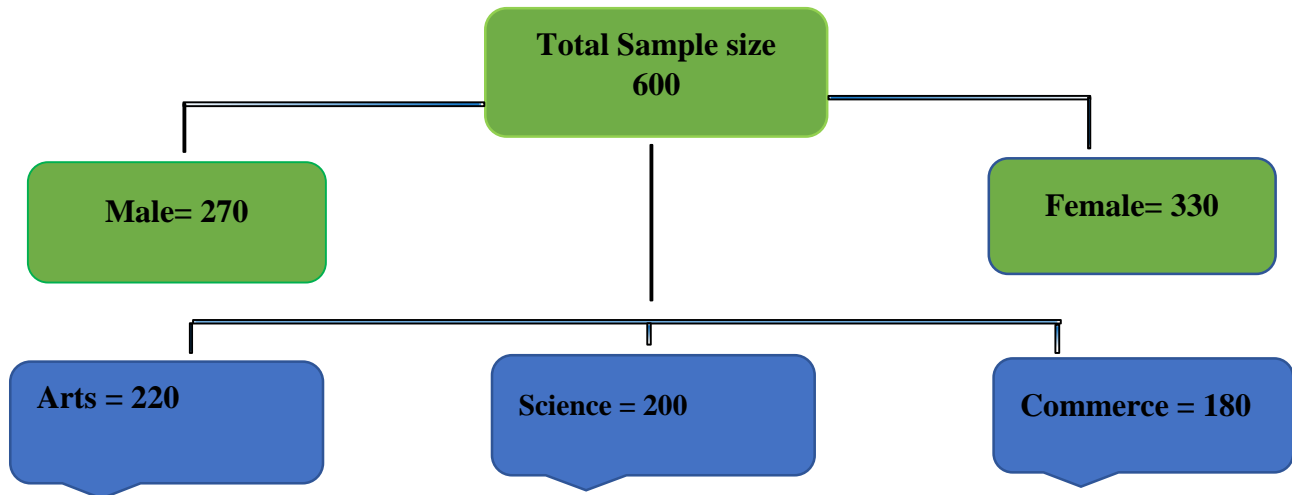 Total Sample size
600
Male= 270
Female= 330
Arts = 220
Science = 200
Commerce = 180